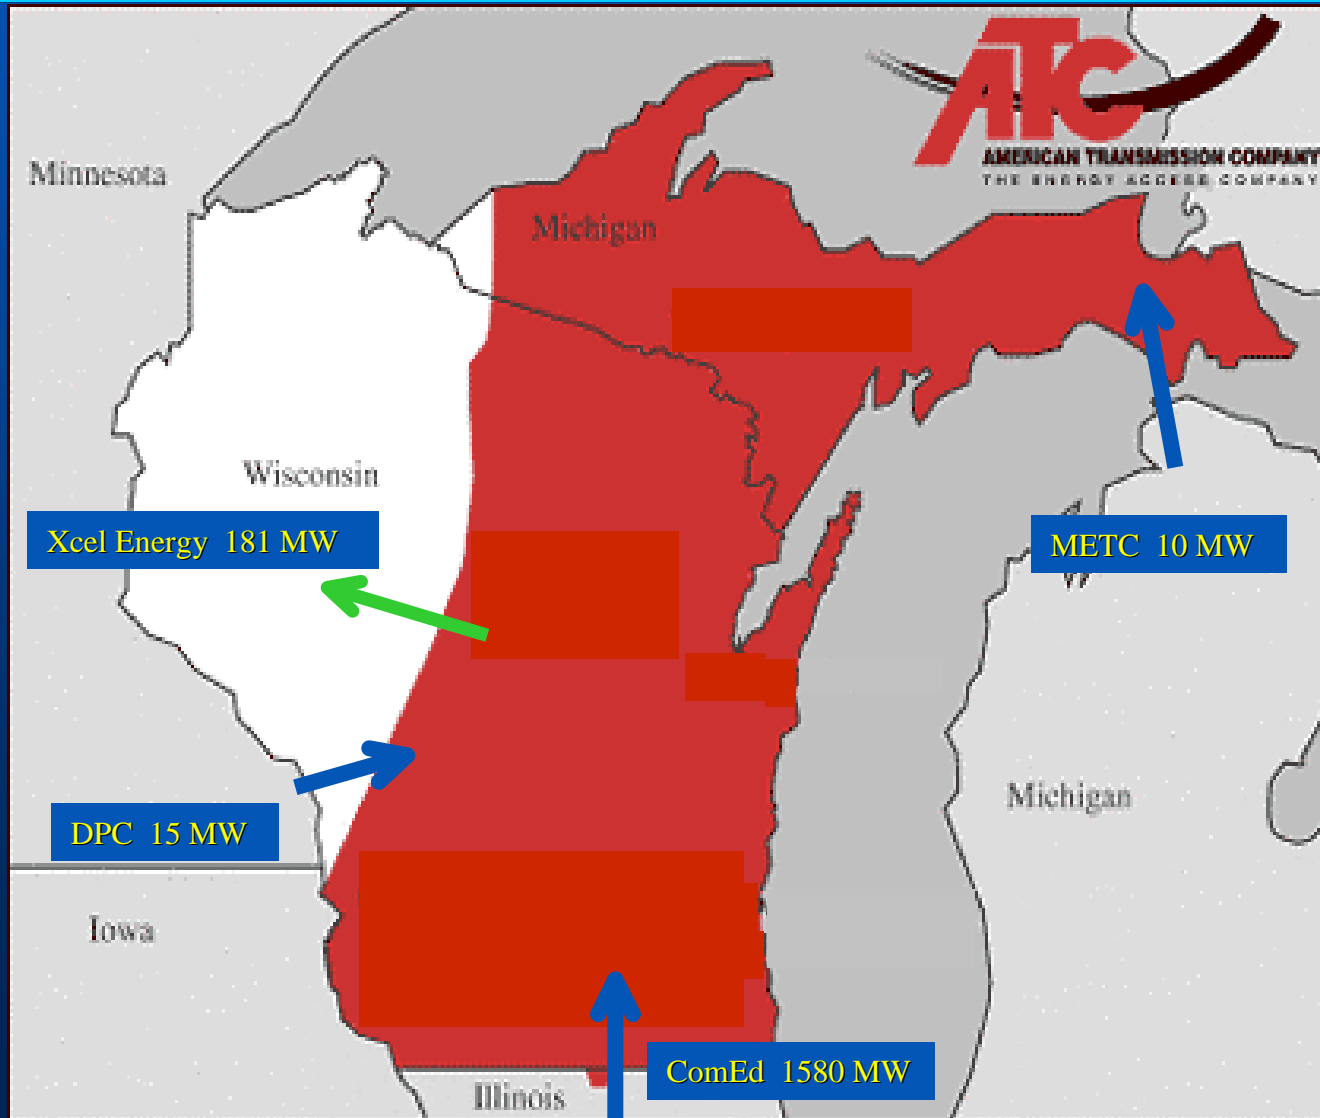 ATC
AMERICAN TRANSMISSION COMPANY
THE ENERGY ACCESS COMPANY
Minnesota
Michigan
Wisconsin
Xcel Energy 181 MW
METC 10 MW
Michigan
DPC 15 MW
Iowa
ComEd 1580 MW
Illinois